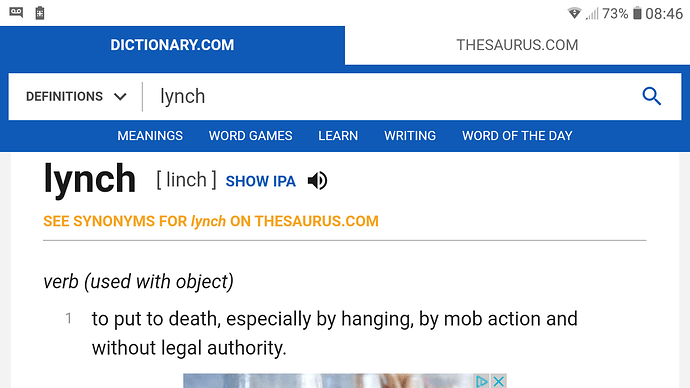 73% 08:46
DICTIONARY.COM THESAURUS.COM
DEFINITIONS lynch
MEANINGS WORD GAMES LEARN WRITING WORD OF THE DAY
lynch [ linch ] SHOW IPA
SEE SYNONYMS FOR lynch ON THESAURUS.COM
verb (used with object)
1 to put to death, especially by hanging, by mob action and
without legal authority.